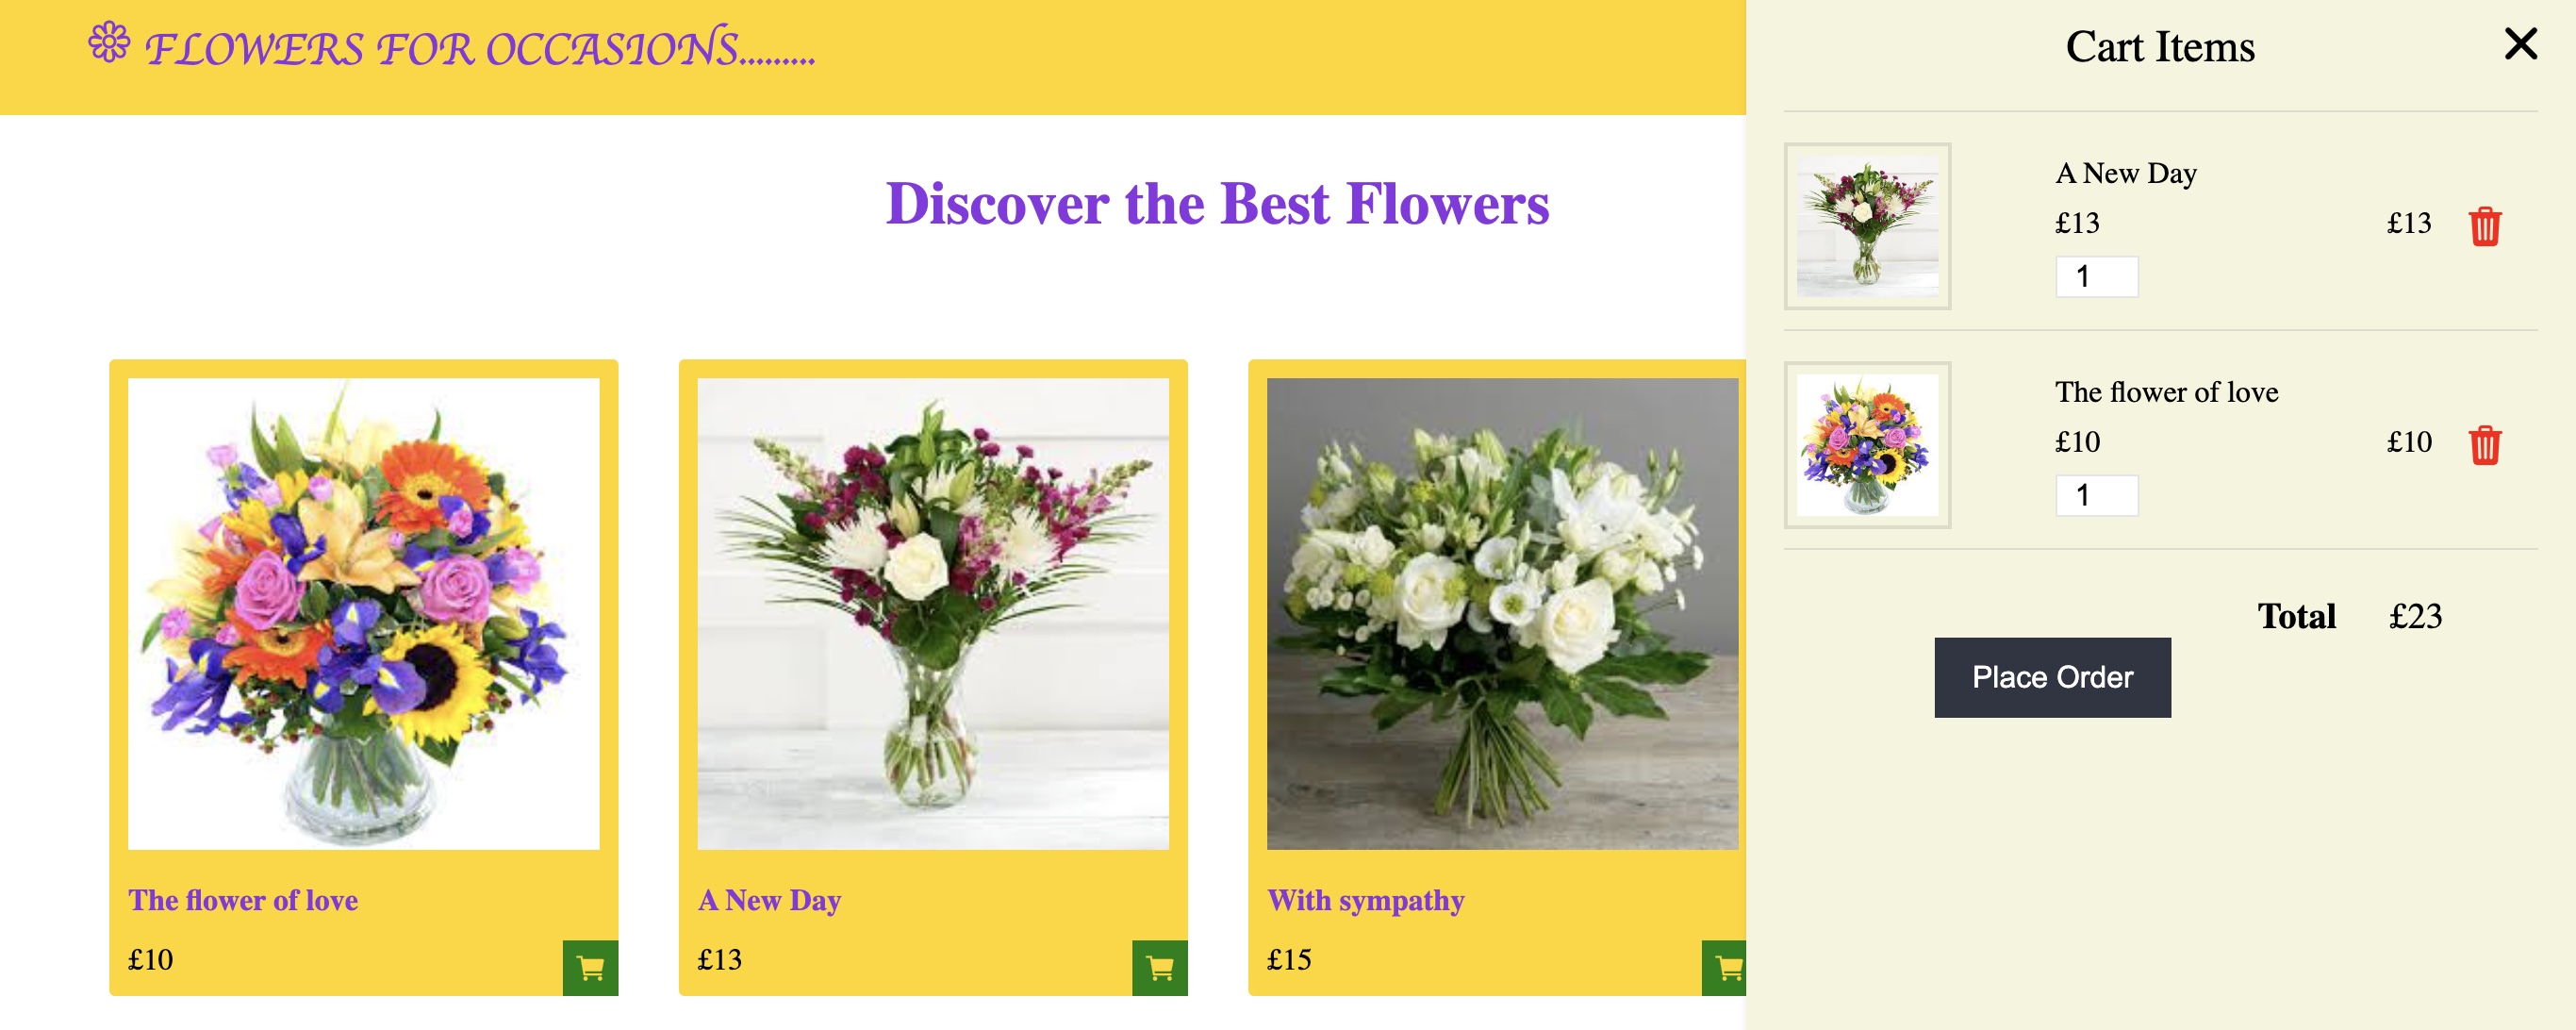 FLOWERS FOR OCCASIONS.........
Discover the Best Flowers
The flower of love
£10
A New Day
£13
With sympathy
£15
Cart Items
A New Day
£13
£13
1
The flower of love
£10
£10
1
Total £23
Place Order